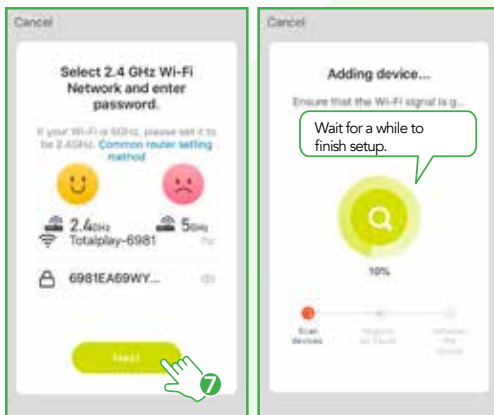 Cancel
Select 2.4 GHz Wi-Fi
Network and enter
password.
If your Wi-Fi is 5GHz, please set it to
be 2.4GHz. Common router setting
method
2.4GHz
5GHz
Totalplay-6981
6981EA69WY...
Next
7
Cancel
Adding device...
Ensure that the Wi-Fi signal is g...
Wait for a while to
finish setup.
10%
Scan
devices